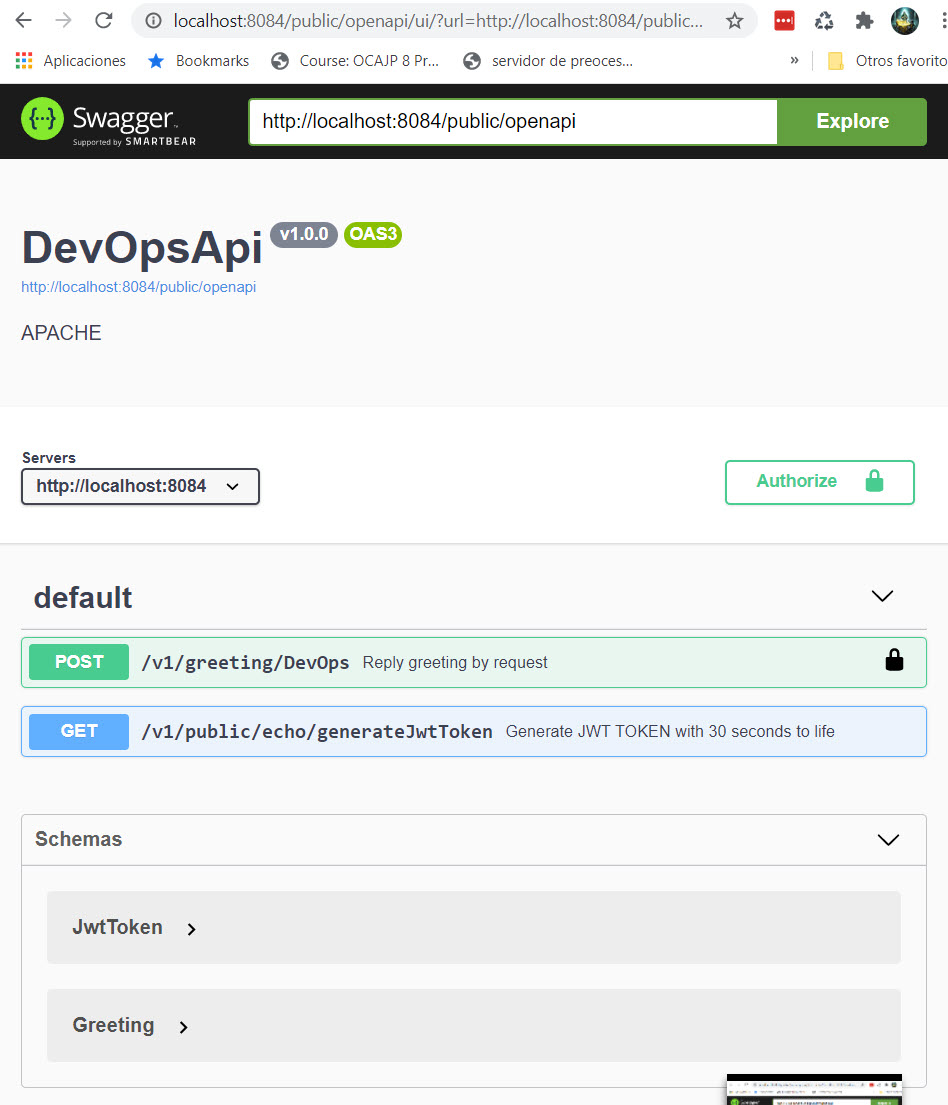 localhost:8084/public/openapi/ui/?url=http://localhost:8084/public...
Aplicaciones Bookmarks Course: OCAJP 8 Pr... servidor de preoces... » Otros favorito
{···} Swagger™
Supported by SMARTBEAR
http://localhost:8084/public/openapi Explore
DevOpsApi v1.0.0 OAS3
http://localhost:8084/public/openapi
APACHE
Servers
http://localhost:8084
Authorize
default
POST /v1/greeting/DevOps Reply greeting by request
GET /v1/public/echo/generateJwtToken Generate JWT TOKEN with 30 seconds to life
Schemas
JwtToken
Greeting